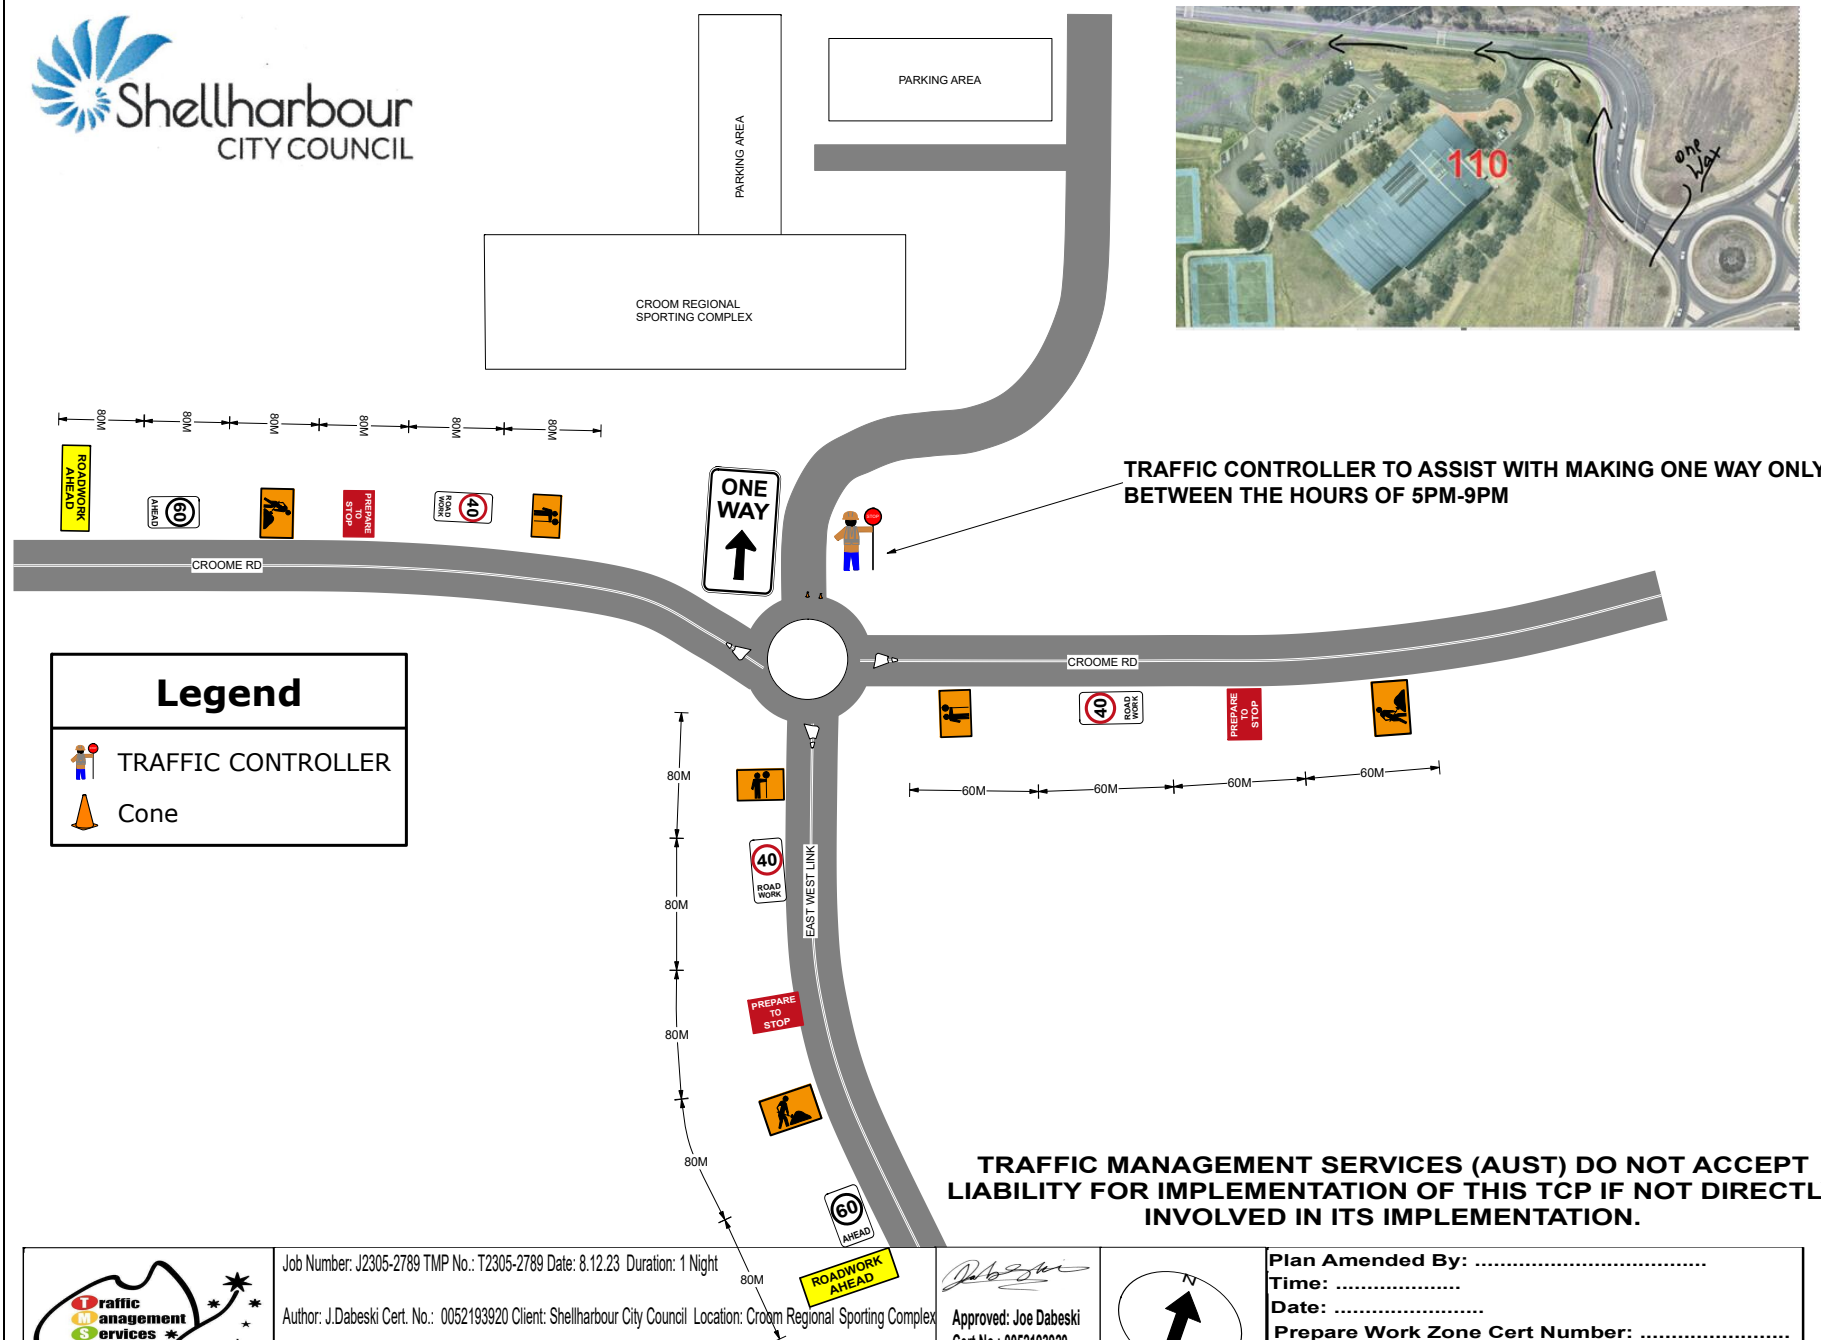 Shellharbour
CITY COUNCIL
PARKING AREA
PARKING AREA
CROOM REGIONAL
SPORTING COMPLEX
110
one
way
80M
80M
80M
80M
80M
80M
ROADWORK
AHEAD
60
AHEAD
PREPARE
TO
STOP
40
ROAD
WORK
ONE
WAY
STOP
TRAFFIC CONTROLLER TO ASSIST WITH MAKING ONE WAY ONLY
BETWEEN THE HOURS OF 5PM-9PM
CROOME RD
CROOME RD
Legend
TRAFFIC CONTROLLER
Cone
40
ROAD
WORK
PREPARE
TO
STOP
60M
60M
60M
60M
80M
80M
80M
80M
80M
40
ROAD
WORK
EAST WEST LINK
PREPARE
TO
STOP
60
AHEAD
ROADWORK
AHEAD
TRAFFIC MANAGEMENT SERVICES (AUST) DO NOT ACCEPT
LIABILITY FOR IMPLEMENTATION OF THIS TCP IF NOT DIRECTL
INVOLVED IN ITS IMPLEMENTATION.
Traffic
Management
Services
Job Number: J2305-2789 TMP No.: T2305-2789 Date: 8.12.23 Duration: 1 Night
Author: J.Dabeski Cert. No.: 0052193920 Client: Shellharbour City Council Location: Croom Regional Sporting Complex
Approved: Joe Dabeski
Cert No.: 0052193920
N
Plan Amended By: ....................................
Time: ...................
Date: .......................
Prepare Work Zone Cert Number: .......................